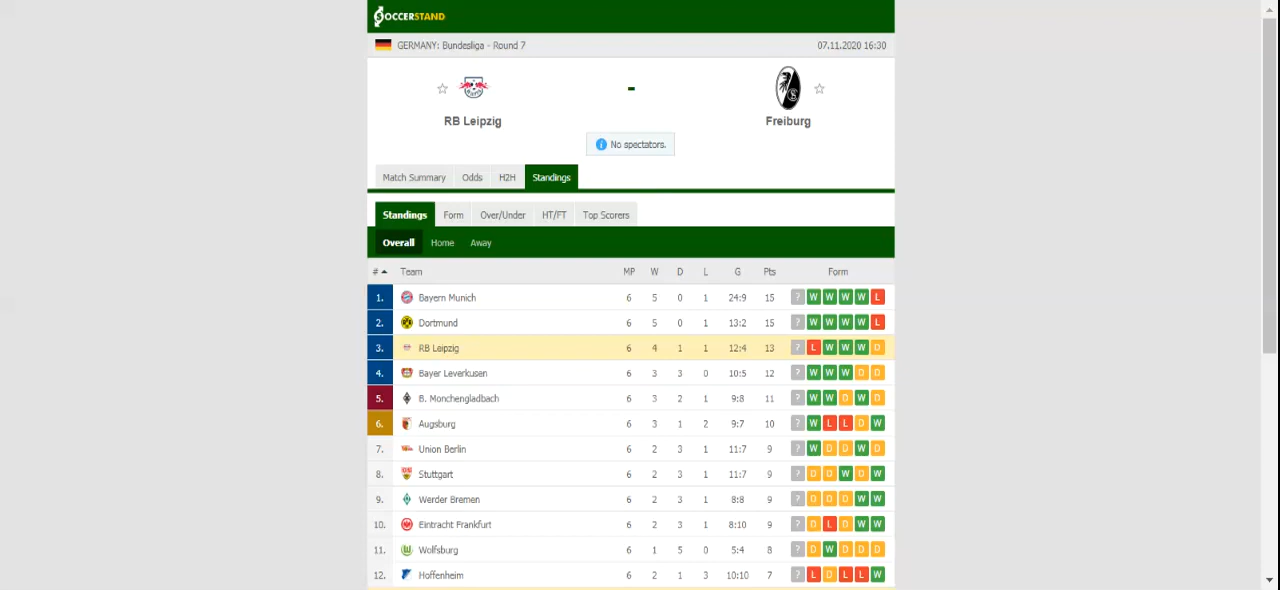 SOCCERSTAND
GERMANY: Bundesliga - Round 7 07.11.2020 16:30
-
RB Leipzig Freiburg
No spectators.
Match Summary Odds H2H Standings
Standings Form Over/Under HT/FT Top Scorers
Overall Home Away
# Team MP W D L G Pts Form
1. Bayern Munich 6 5 0 1 24:9 15 ? W W W W L
2. Dortmund 6 5 0 1 13:2 15 ? W W W W L
3. RB Leipzig 6 4 1 1 12:4 13 ? L W W W D
4. Bayer Leverkusen 6 3 3 0 10:5 12 ? W W W D D
5. B. Monchengladbach 6 3 2 1 9:8 11 ? W W D W D
6. Augsburg 6 3 1 2 9:7 10 ? W L L D W
7. Union Berlin 6 2 3 1 11:7 9 ? W D D W D
8. Stuttgart 6 2 3 1 11:7 9 ? D D W D W
9. Werder Bremen 6 2 3 1 8:8 9 ? D D D W W
10. Eintracht Frankfurt 6 2 3 1 8:10 9 ? D L D W W
11. Wolfsburg 6 1 5 0 5:4 8 ? D W D D D
12. Hoffenheim 6 2 1 3 10:10 7 ? L D L L W